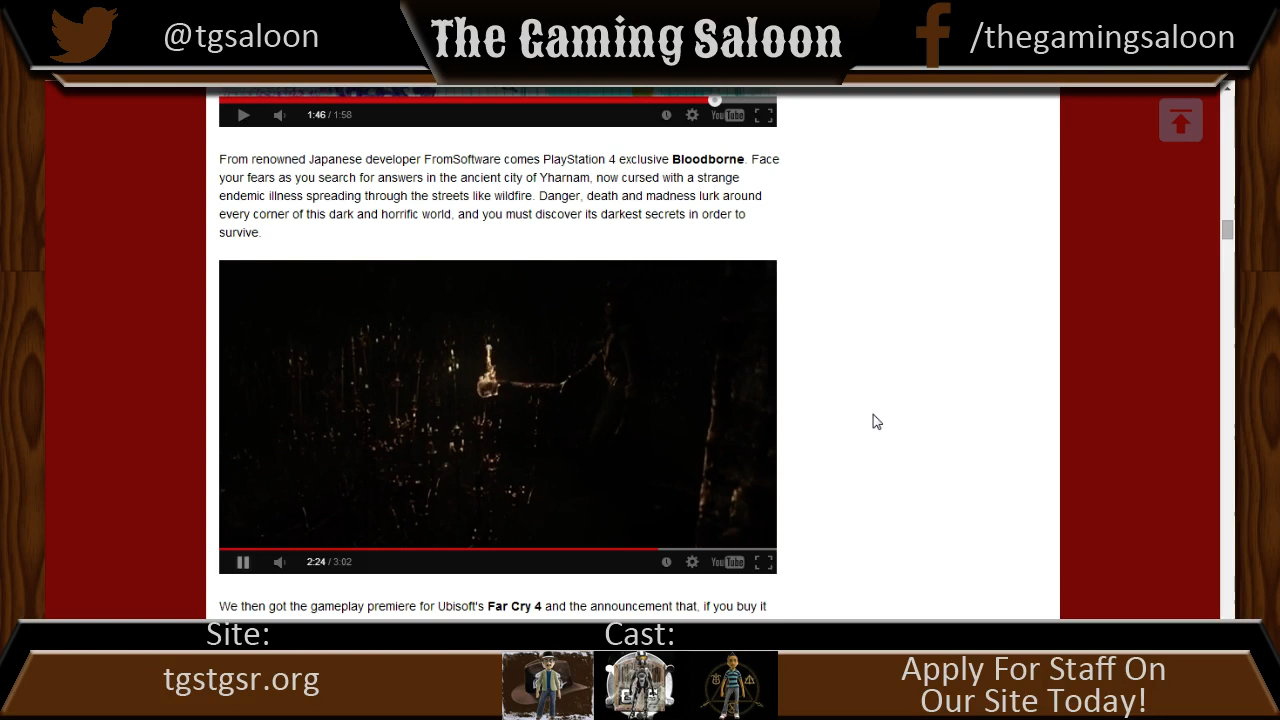 @tgsaloon
The Gaming Saloon
/thegamingsaloon
1:46 / 1:58
YouTube
From renowned Japanese developer FromSoftware comes PlayStation 4 exclusive Bloodborne. Face
your fears as you search for answers in the ancient city of Yharnam, now cursed with a strange
endemic illness spreading through the streets like wildfire. Danger, death and madness lurk around
every corner of this dark and horrific world, and you must discover its darkest secrets in order to
survive.
2:24 / 3:02
YouTube
We then got the gameplay premiere for Ubisoft's Far Cry 4 and the announcement that, if you buy it
Site:
Cast:
tgstgsr.org
Apply For Staff On
Our Site Today!